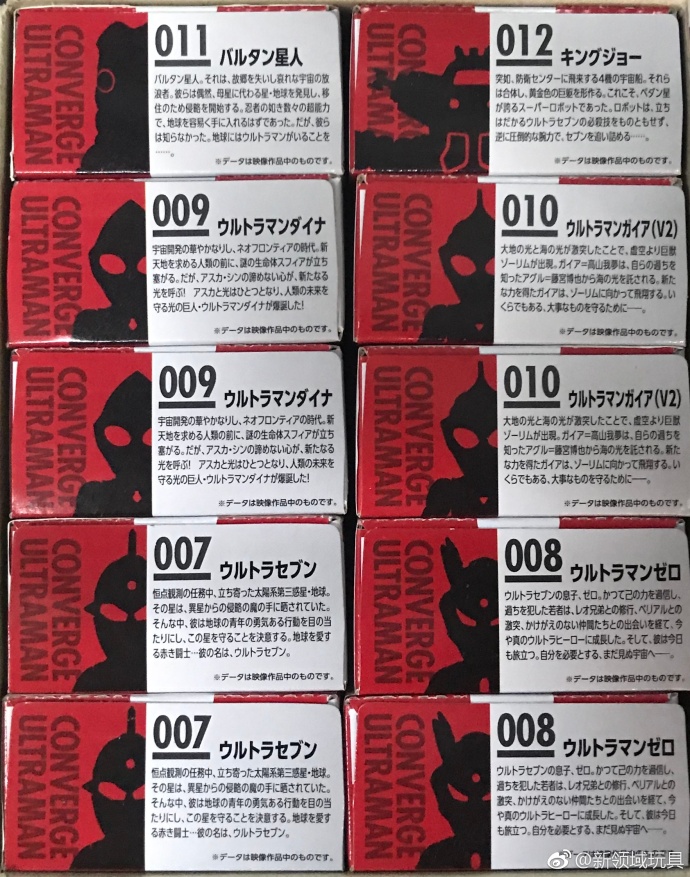 CONVERGE
ULTRAMAN
011 バルタン星人
バルタン星人。それは、故郷を失いし哀れな宇宙の放
浪者。彼らは偶然、母星に代わる星・地球を発見し、移
住のため侵略を開始する。忍者の如き数々の超能力
で、地球を容易く手に入れるはずであった。だが、彼ら
は知らなかった。地球にはウルトラマンがいることを
……。
※データは映像作品中のものです。
CONVERGE
ULTRAMAN
012 キングジョー
突如、防衛センターに飛来する4機の宇宙船。それら
は合体し、黄金色の巨躯を形作る。これこそ、ペダン星
が誇るスーパーロボットであった。ロボットは、立ち
はだかるウルトラセブンの必殺技をものともせず、
逆に圧倒的な腕力で、セブンを追い詰める……。
※データは映像作品中のものです。
CONVERGE
ULTRAMAN
009 ウルトラマンダイナ
宇宙開発の華やかなりし、ネオフロンティアの時代。新
天地を求める人類の前に、謎の生命体スフィアが立ち
塞がる。だが、アスカ・シンの諦めない心が、新たなる
光を呼ぶ! アスカと光はひとつとなり、人類の未来を
守る光の巨人・ウルトラマンダイナが爆誕した!
※データは映像作品中のものです。
CONVERGE
ULTRAMAN
010 ウルトラマンガイア(V2)
大地の光と海の光が激突したことで、虚空より巨獣
ゾーリムが出現。ガイア=高山我夢は、自らの過ちを
知ったアグル=藤宮博也から海の光を託される。新た
な力を得たガイアは、ゾーリムに向かって飛翔する。い
くらでもある、大事なものを守るために──。
※データは映像作品中のものです。
CONVERGE
ULTRAMAN
009 ウルトラマンダイナ
宇宙開発の華やかなりし、ネオフロンティアの時代。新
天地を求める人類の前に、謎の生命体スフィアが立ち
塞がる。だが、アスカ・シンの諦めない心が、新たなる
光を呼ぶ! アスカと光はひとつとなり、人類の未来を
守る光の巨人・ウルトラマンダイナが爆誕した!
※データは映像作品中のものです。
CONVERGE
ULTRAMAN
010 ウルトラマンガイア(V2)
大地の光と海の光が激突したことで、虚空より巨獣
ゾーリムが出現。ガイア=高山我夢は、自らの過ちを
知ったアグル=藤宮博也から海の光を託される。新た
な力を得たガイアは、ゾーリムに向かって飛翔する。い
くらでもある、大事なものを守るために──。
※データは映像作品中のものです。
CONVERGE
ULTRAMAN
007 ウルトラセブン
恒点観測の任務中、立ち寄った太陽系第三惑星・地球。
その星は、異星からの侵略の魔の手に晒されていた。
そんな中、彼は地球の青年の勇気ある行動を目の当
たりにし、この星を守ることを決意する。地球を愛す
る赤き闘士…彼の名は、ウルトラセブン。
※データは映像作品中のものです。
CONVERGE
ULTRAMAN
008 ウルトラマンゼロ
ウルトラセブンの息子、ゼロ。かつて己の力を過信し、
過ちを犯した若者は、レオ兄弟との修行、ベリアルとの
激突、かけがえのない仲間たちとの出会いを経て、今
や真のウルトラヒーローに成長した。そして、彼は今日
も旅立つ。自分を必要とする、まだ見ぬ宇宙へ──。
※データは映像作品中のものです。
CONVERGE
ULTRAMAN
007 ウルトラセブン
恒点観測の任務中、立ち寄った太陽系第三惑星・地球。
その星は、異星からの侵略の魔の手に晒されていた。
そんな中、彼は地球の青年の勇気ある行動を目の当
たりにし、この星を守ることを決意する。地球を愛す
る赤き闘士…彼の名は、ウルトラセブン。
※データは映像作品中のものです。
CONVERGE
ULTRAMAN
008 ウルトラマンゼロ
ウルトラセブンの息子、ゼロ。かつて己の力を過信し、
過ちを犯した若者は、レオ兄弟との修行、ベリアルとの
激突、かけがえのない仲間たちとの出会いを経て、今
や真のウルトラヒーローに成長した。そして、彼は今日
も旅立つ。自分を必要とする、まだ見ぬ宇宙へ──。
@新领域玩具